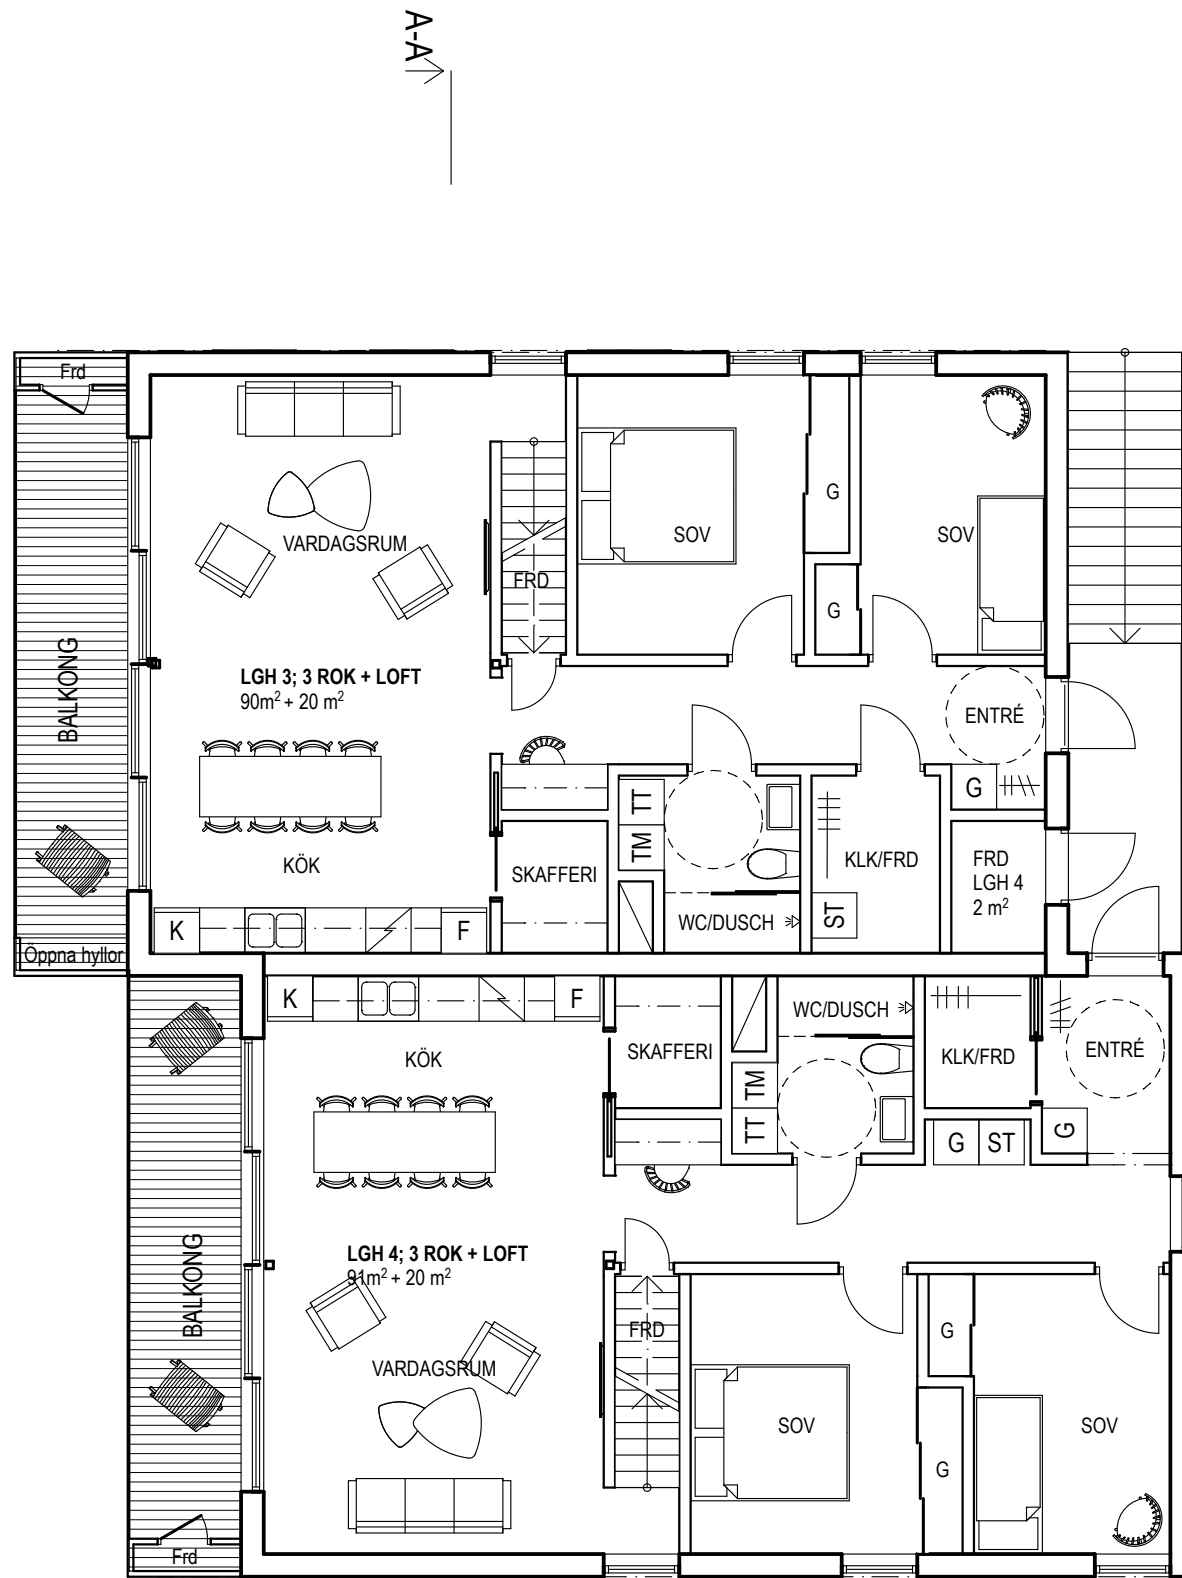 A-A
Frd
VARDAGSRUM
FRD
SOV
G
G
SOV
BALKONG
LGH 3; 3 ROK + LOFT
90m² + 20 m²
ENTRÉ
G
TT
TM
KÖK
SKAFFERI
KLK/FRD
FRD
LGH 4
2 m²
K
F
WC/DUSCH
ST
Öppna hyllor
K
F
WC/DUSCH
KÖK
SKAFFERI
KLK/FRD
ENTRÉ
TM
TT
G
ST
G
BALKONG
LGH 4; 3 ROK + LOFT
91m² + 20 m²
FRD
G
VARDAGSRUM
SOV
SOV
G
Frd